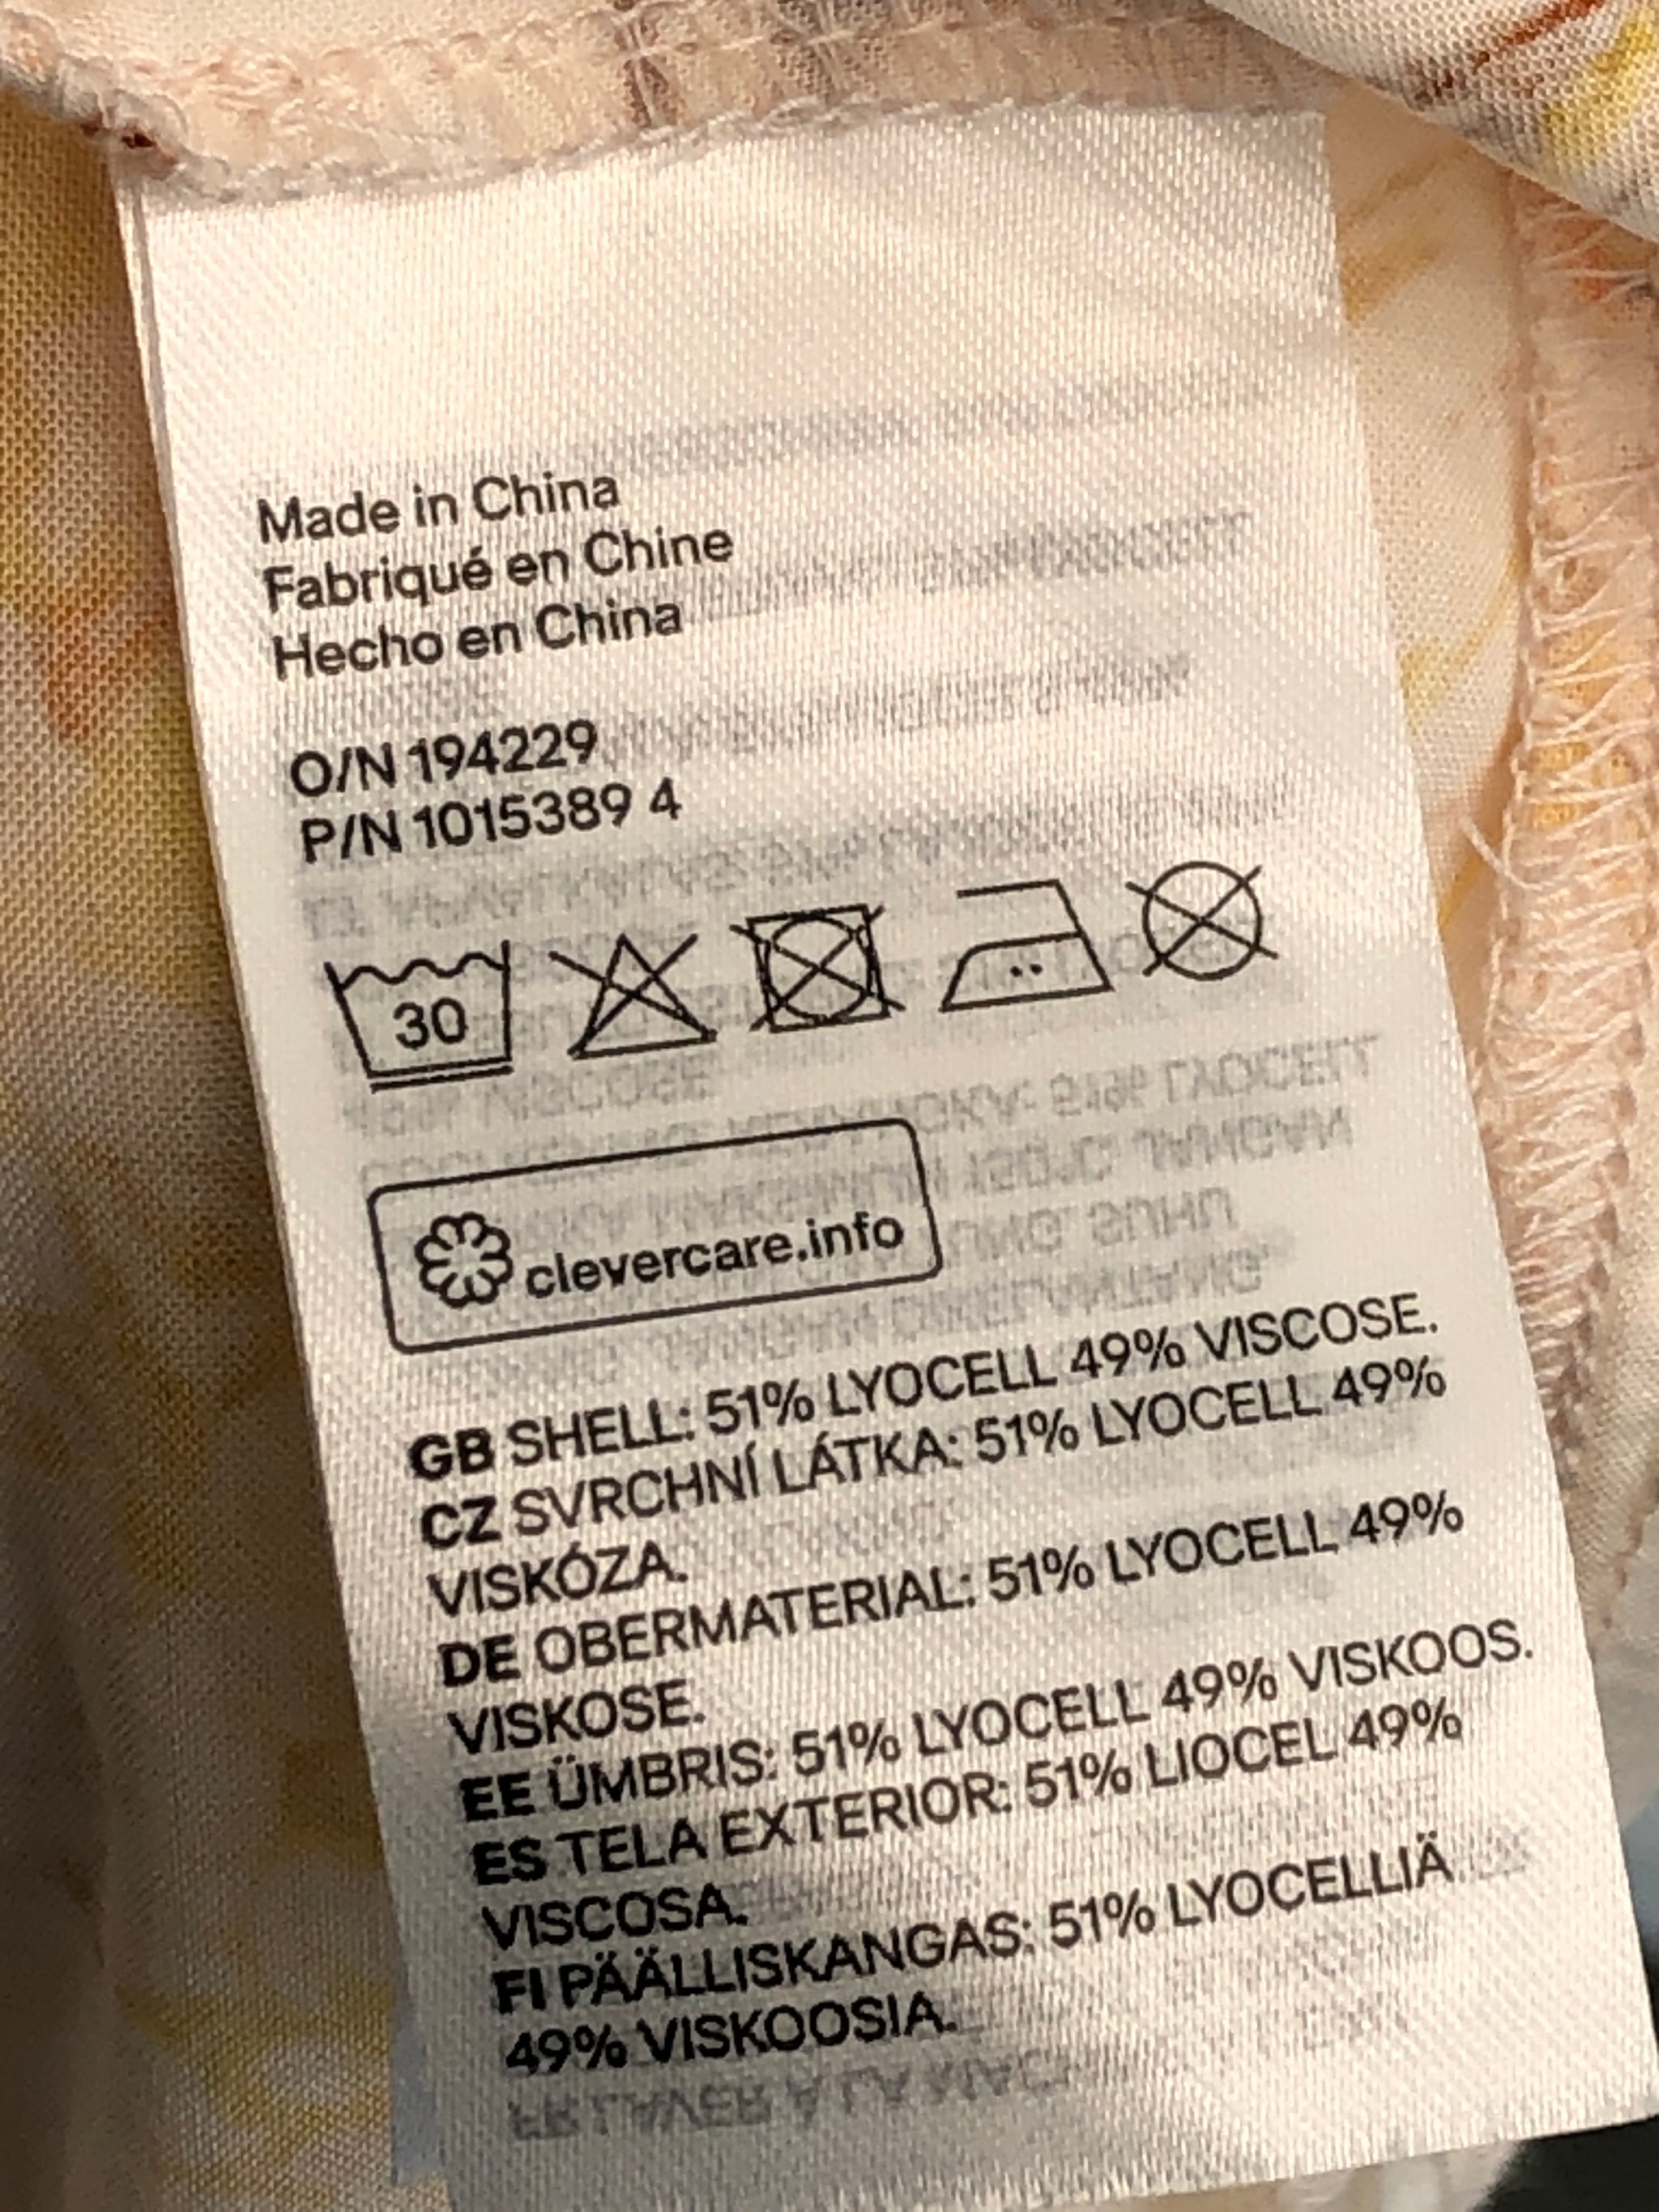 Made in China
Fabriqué en Chine
Hecho en China
O/N 194229
P/N 1015389 4
30
clevercare.info
GB SHELL: 51% LYOCELL 49% VISCOSE.
CZ SVRCHNÍ LÁTKA: 51% LYOCELL 49%
VISKÓZA.
DE OBERMATERIAL: 51% LYOCELL 49%
VISKOSE.
EE ÜMBRIS: 51% LYOCELL 49% VISKOOS.
ES TELA EXTERIOR: 51% LIOCEL 49%
VISCOSA.
FI PÄÄLLISKANGAS: 51% LYOCELLIÄ
49% VISKOOSIA.